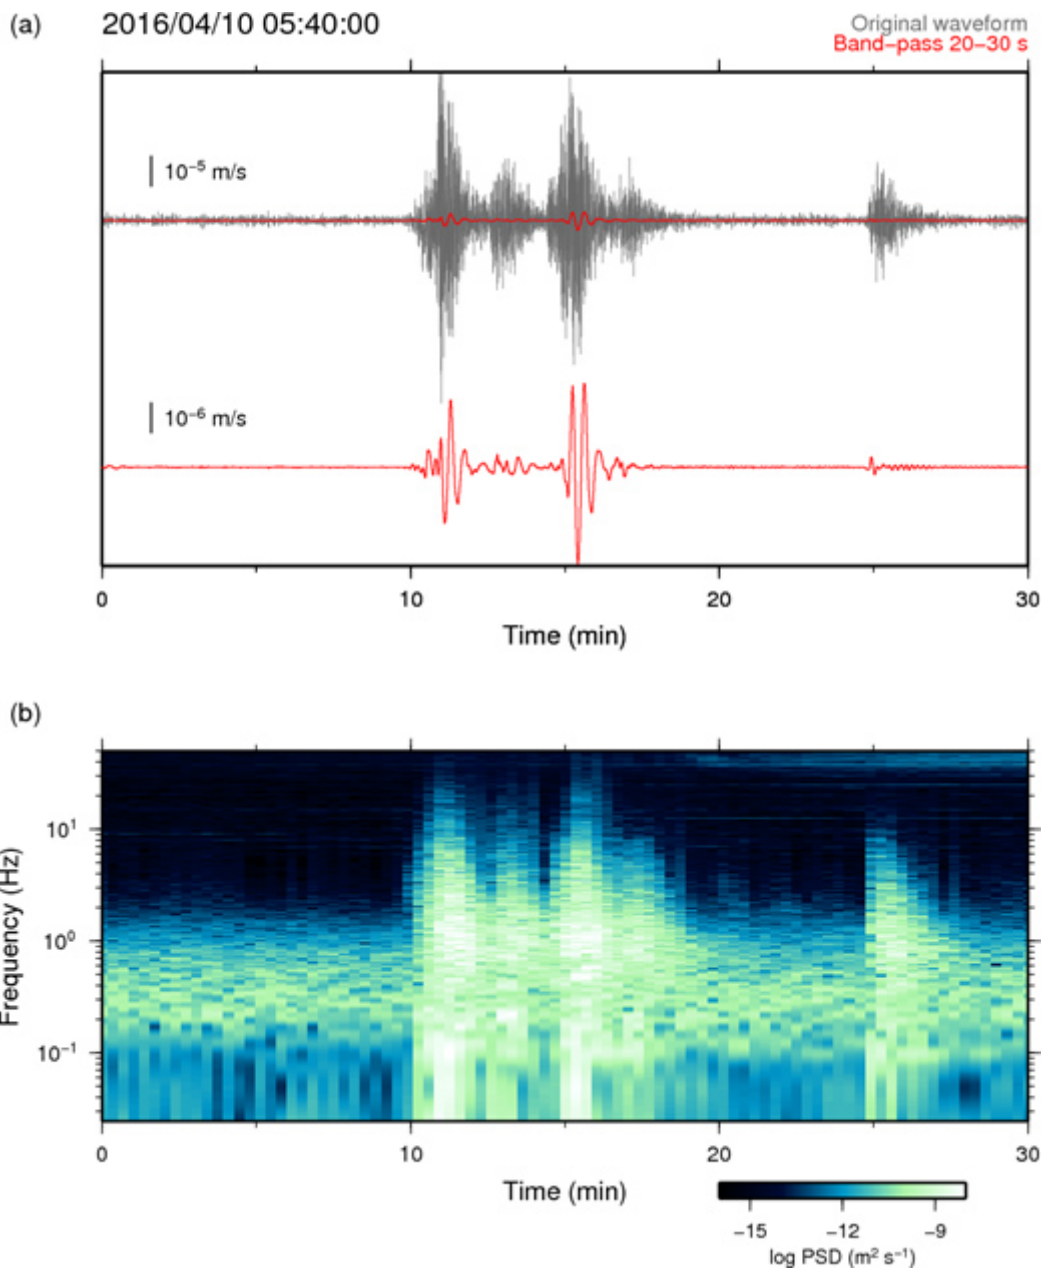 (a) 2016/04/10 05:40:00
Original waveform
Band-pass 20-30 s
10⁻⁵ m/s
10⁻⁶ m/s
0 10 20 30
Time (min)
(b)
Frequency (Hz)
10¹
10⁰
10⁻¹
0 10 20 30
Time (min)
−15 −12 −9
log PSD (m² s⁻¹)